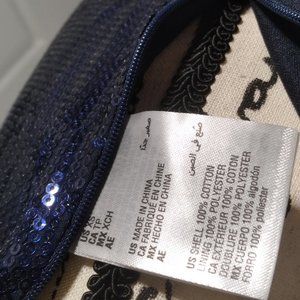 US XS
CA TP
MX XCH
AE صغير جدًا
US MADE IN CHINA
CA FABRIQUÉ EN CHINE
MX HECHO EN CHINA
AE صنع في الصين
US SHELL 100% COTTON
LINING 100% POLYESTER
CA EXTÉRIEUR 100% COTON
DOUBLURE 100% POLYESTER
MX CUERPO 100% algodón
FORRO 100% poliéster